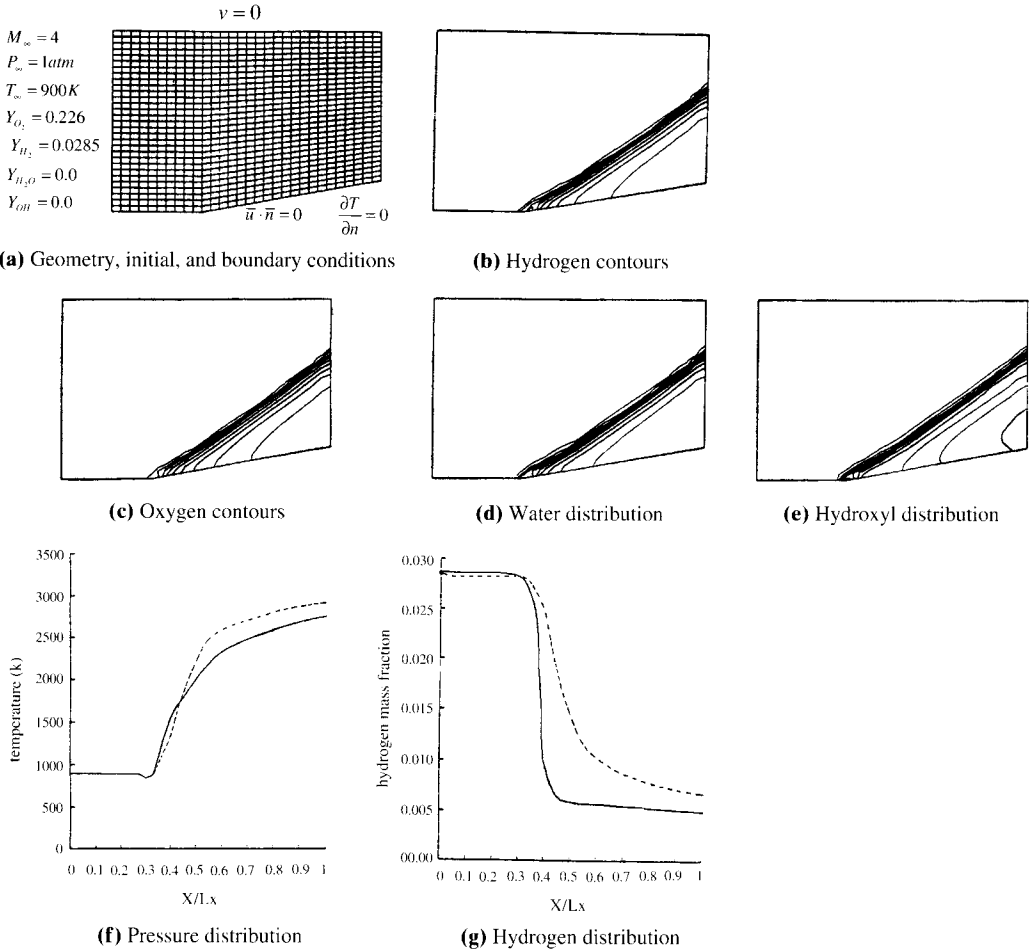 v = 0
M∞ = 4
P∞ = 1atm
T∞ = 900K
Y_O₂ = 0.226
Y_H₂ = 0.0285
Y_H₂O = 0.0
Y_OH = 0.0
ū · n̄ = 0
∂T/∂n = 0
(a) Geometry, initial, and boundary conditions
(b) Hydrogen contours
(c) Oxygen contours
(d) Water distribution
(e) Hydroxyl distribution
temperature (k)
3500
3000
2500
2000
1500
1000
500
0
0 0.1 0.2 0.3 0.4 0.5 0.6 0.7 0.8 0.9 1
X/Lx
(f) Pressure distribution
hydrogen mass fraction
0.030
0.025
0.020
0.015
0.010
0.005
00.00
0 0.1 0.2 0.3 0.4 0.5 0.6 0.7 0.8 0.9 1
X/Lx
(g) Hydrogen distribution